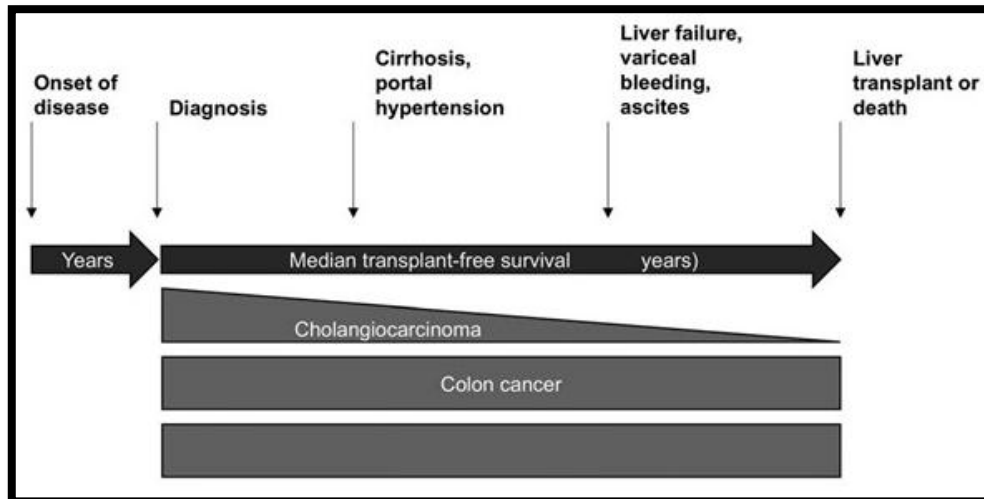 Onset of
disease
Diagnosis
Cirrhosis,
portal
hypertension
Liver failure,
variceal
bleeding,
ascites
Liver
transplant or
death
Years
Median transplant-free survival years)
Cholangiocarcinoma
Colon cancer